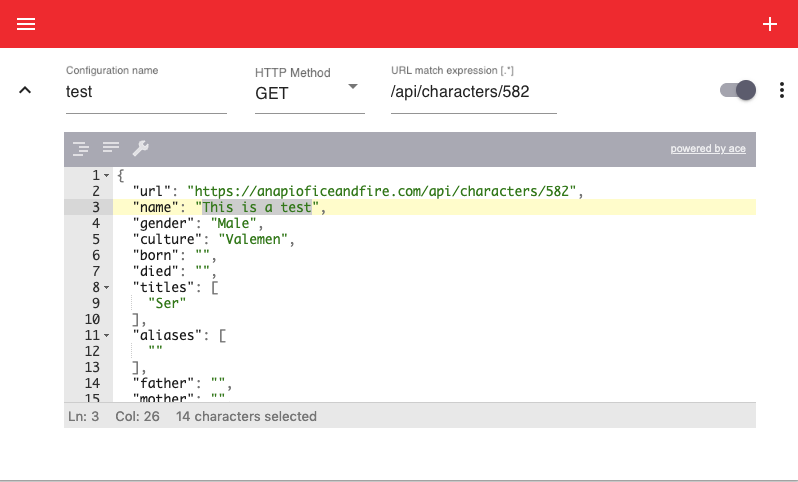 Configuration name
test
HTTP Method
GET
URL match expression [.*]
/api/characters/582
powered by ace
1 {
2 "url": "https://anapioficeandfire.com/api/characters/582",
3 "name": "This is a test",
4 "gender": "Male",
5 "culture": "Valemen",
6 "born": "",
7 "died": "",
8 "titles": [
9 "Ser"
10 ],
11 "aliases": [
12 ""
13 ],
14 "father": "",
15 "mother": ""
Ln: 3 Col: 26 14 characters selected